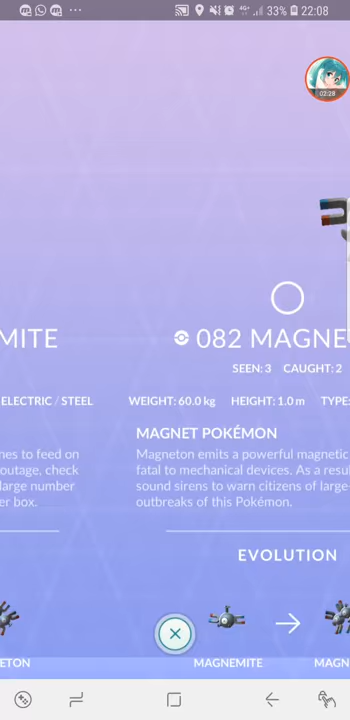 4G+ 33% 22:08
02:28
MITE
082 MAGNE
SEEN: 3 CAUGHT: 2
ELECTRIC / STEEL
WEIGHT: 60.0 kg HEIGHT: 1.0 m TYPE:
MAGNET POKÉMON
hes to feed on
outage, check
large number
er box.
Magneton emits a powerful magnetic
fatal to mechanical devices. As a resul
sound sirens to warn citizens of large-
outbreaks of this Pokémon.
EVOLUTION
ETON
MAGNEMITE
MAGN